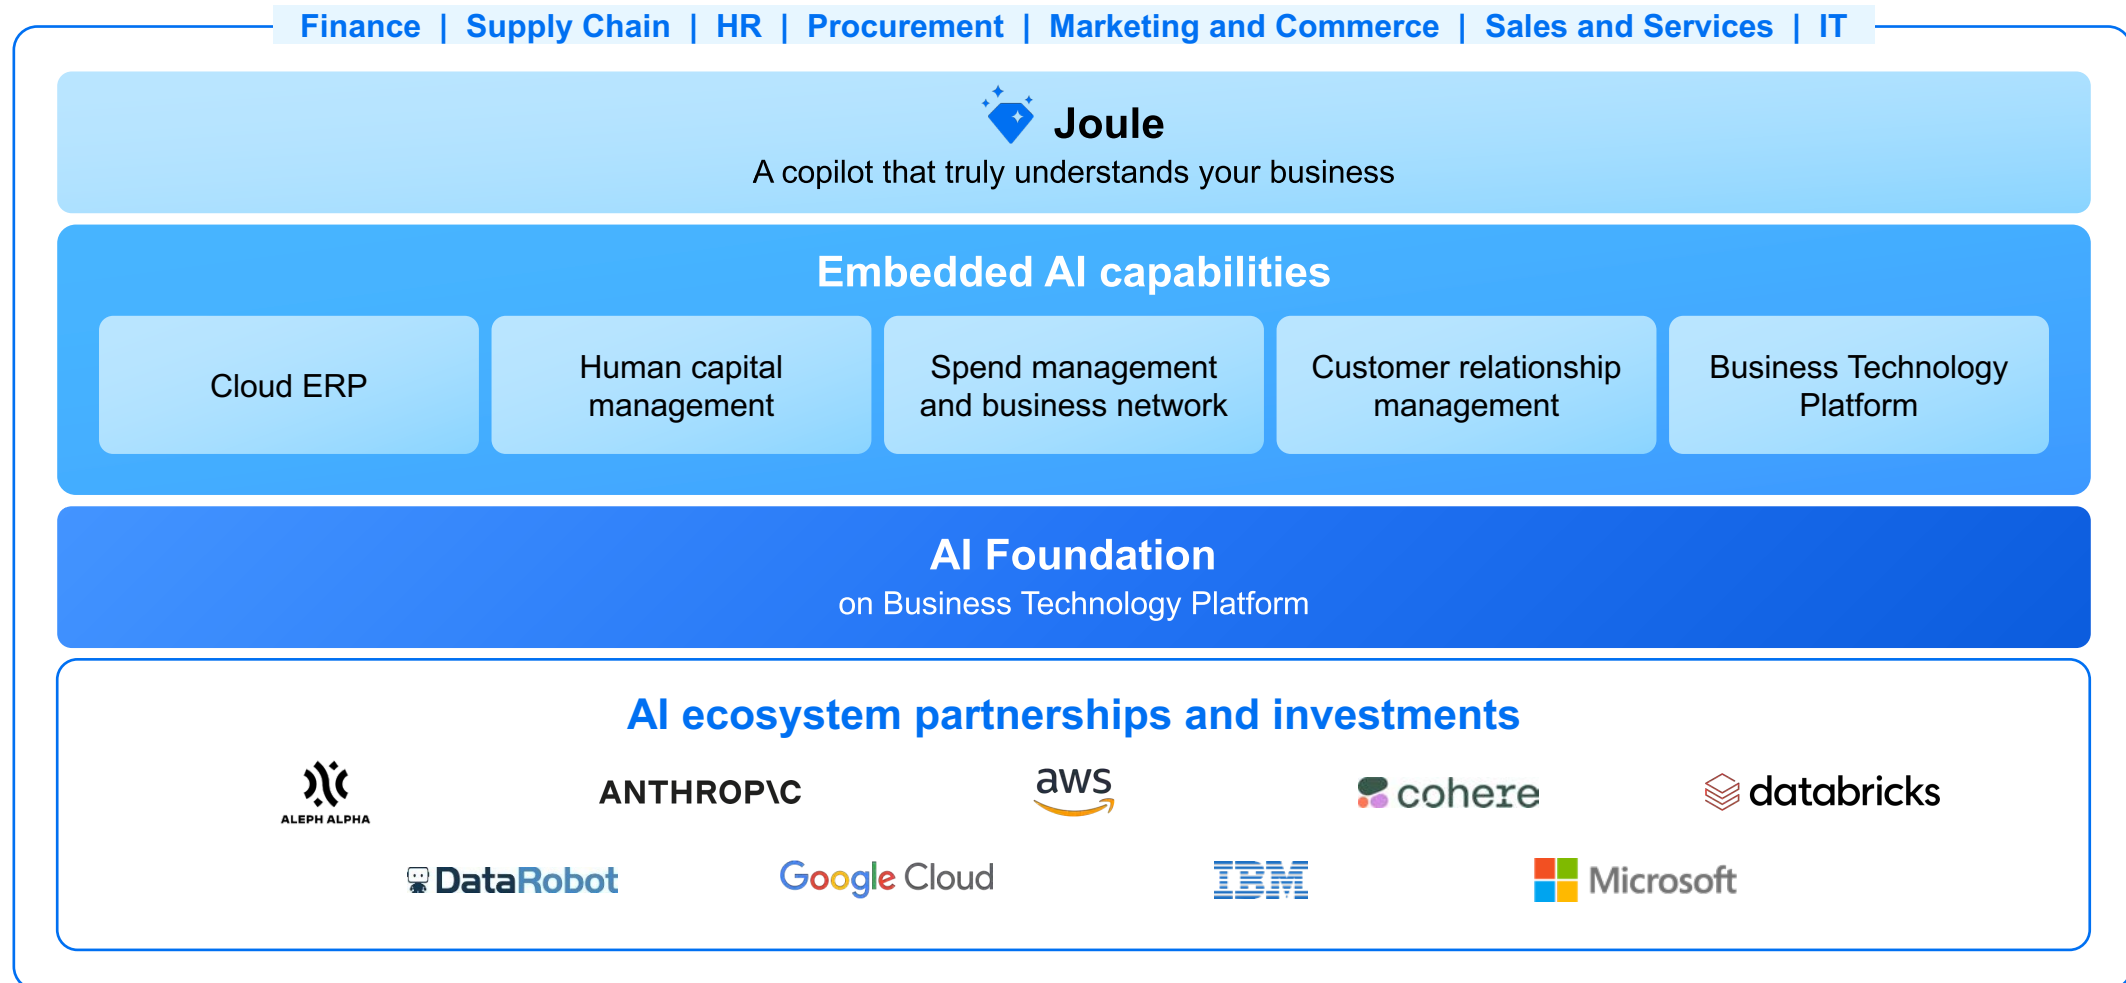 Finance | Supply Chain | HR | Procurement | Marketing and Commerce | Sales and Services | IT
Joule
A copilot that truly understands your business
Embedded AI capabilities
Cloud ERP
Human capital
management
Spend management
and business network
Customer relationship
management
Business Technology
Platform
AI Foundation
on Business Technology Platform
AI ecosystem partnerships and investments
ALEPH ALPHA
ANTHROP\C
aws
cohere
databricks
DataRobot
Google Cloud
IBM
Microsoft